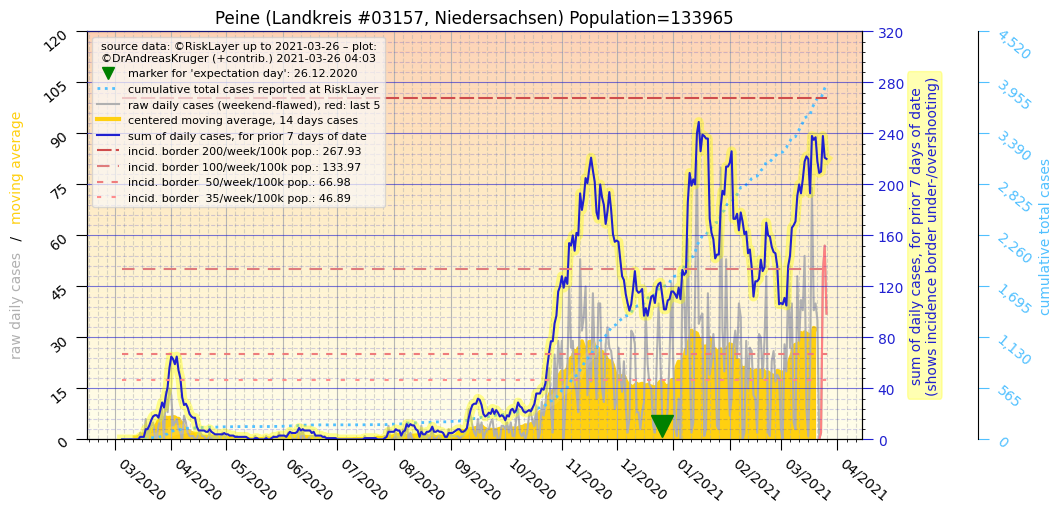 Peine (Landkreis #03157, Niedersachsen) Population=133965
source data: ©RiskLayer up to 2021-03-26 – plot:
©DrAndreasKruger (+contrib.) 2021-03-26 04:03
marker for 'expectation day': 26.12.2020
cumulative total cases reported at RiskLayer
raw daily cases (weekend-flawed), red: last 5
centered moving average, 14 days cases
sum of daily cases, for prior 7 days of date
incid. border 200/week/100k pop.: 267.93
incid. border 100/week/100k pop.: 133.97
incid. border  50/week/100k pop.: 66.98
incid. border  35/week/100k pop.: 46.89
raw daily cases  /  moving average
120
105
90
75
60
45
30
15
0
03/2020
04/2020
05/2020
06/2020
07/2020
08/2020
09/2020
10/2020
11/2020
12/2020
01/2021
02/2021
03/2021
04/2021
320
280
240
200
160
120
80
40
0
sum of daily cases, for prior 7 days of date
(shows incidence border under-/overshooting)
4,520
3,955
3,390
2,825
2,260
1,695
1,130
565
0
cumulative total cases